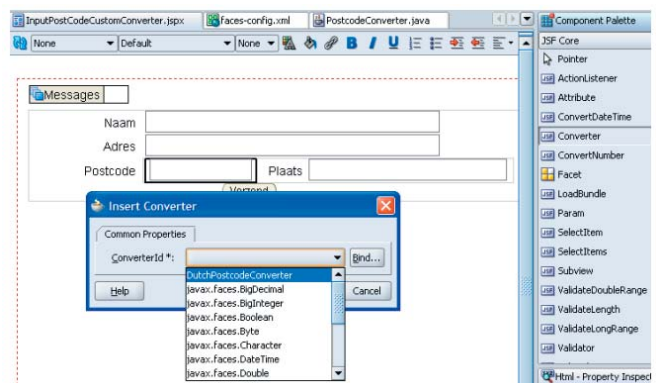 InputPostCodeCustomConverter.jspx faces-config.xml PostcodeConverter.java
None Default None B I U
Messages
Naam
Adres
Postcode Plaats
Verzend
Insert Converter
Common Properties
ConverterId *: Bind...
DutchPostcodeConverter
javax.faces.BigDecimal
javax.faces.BigInteger
javax.faces.Boolean
javax.faces.Byte
javax.faces.Character
javax.faces.DateTime
javax.faces.Double
Help Cancel
Component Palette
JSF Core
Pointer
ActionListener
Attribute
ConvertDateTime
Converter
ConvertNumber
Facet
LoadBundle
Param
SelectItem
SelectItems
Subview
ValidateDoubleRange
ValidateLength
ValidateLongRange
Validator
Html - Property Inspect